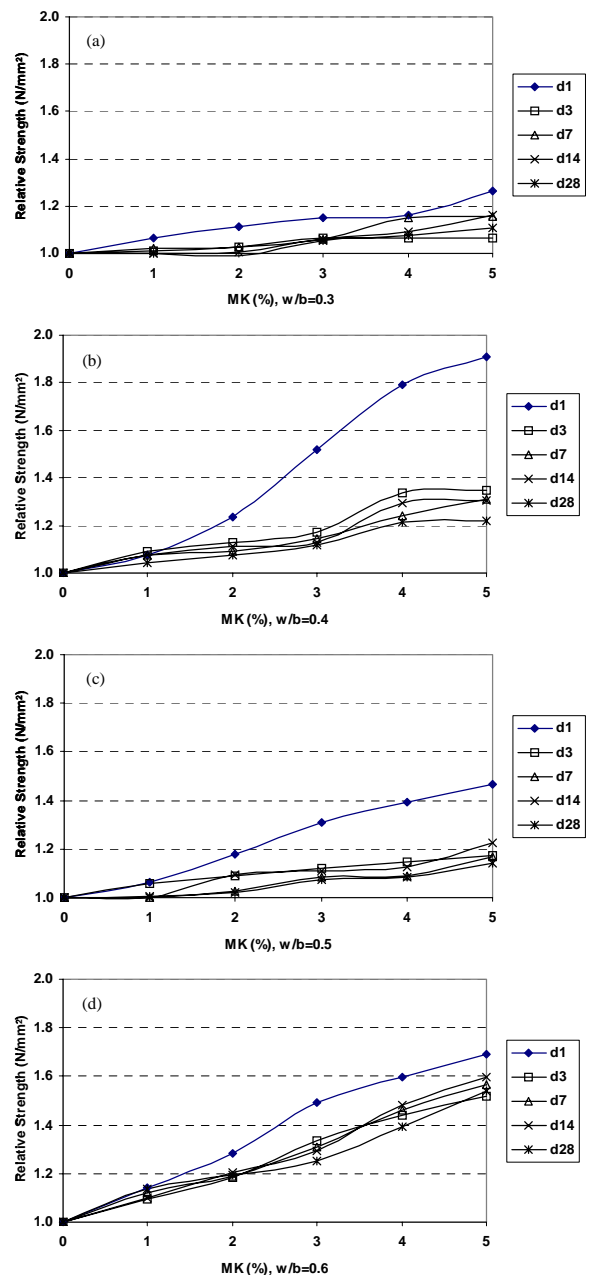 (a)
Relative Strength (N/mm²)
2.0
1.8
1.6
1.4
1.2
1.0
0 1 2 3 4 5
MK (%), w/b=0.3
d1
d3
d7
d14
d28
(b)
Relative Strength (N/mm²)
2.0
1.8
1.6
1.4
1.2
1.0
0 1 2 3 4 5
MK (%), w/b=0.4
d1
d3
d7
d14
d28
(c)
Relative Strength (N/mm²)
2.0
1.8
1.6
1.4
1.2
1.0
0 1 2 3 4 5
MK (%), w/b=0.5
d1
d3
d7
d14
d28
(d)
Relative Strength (N/mm²)
2.0
1.8
1.6
1.4
1.2
1.0
0 1 2 3 4 5
MK (%), w/b=0.6
d1
d3
d7
d14
d28